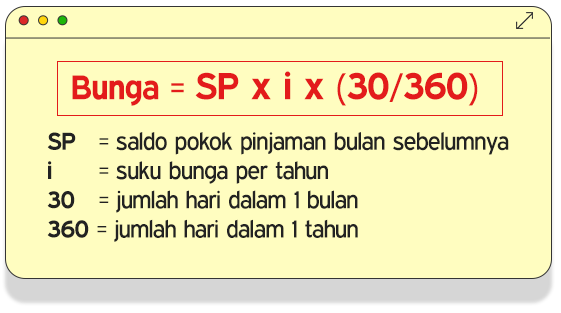 Bunga = SP x i x (30/360)
SP = saldo pokok pinjaman bulan sebelumnya
i = suku bunga per tahun
30 = jumlah hari dalam 1 bulan
360 = jumlah hari dalam 1 tahun